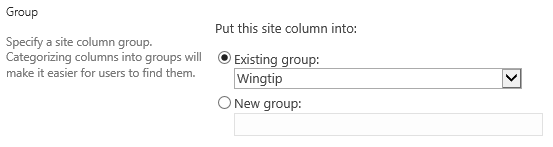 Group
Specify a site column group.
Categorizing columns into groups will
make it easier for users to find them.
Put this site column into:
Existing group:
Wingtip
New group: